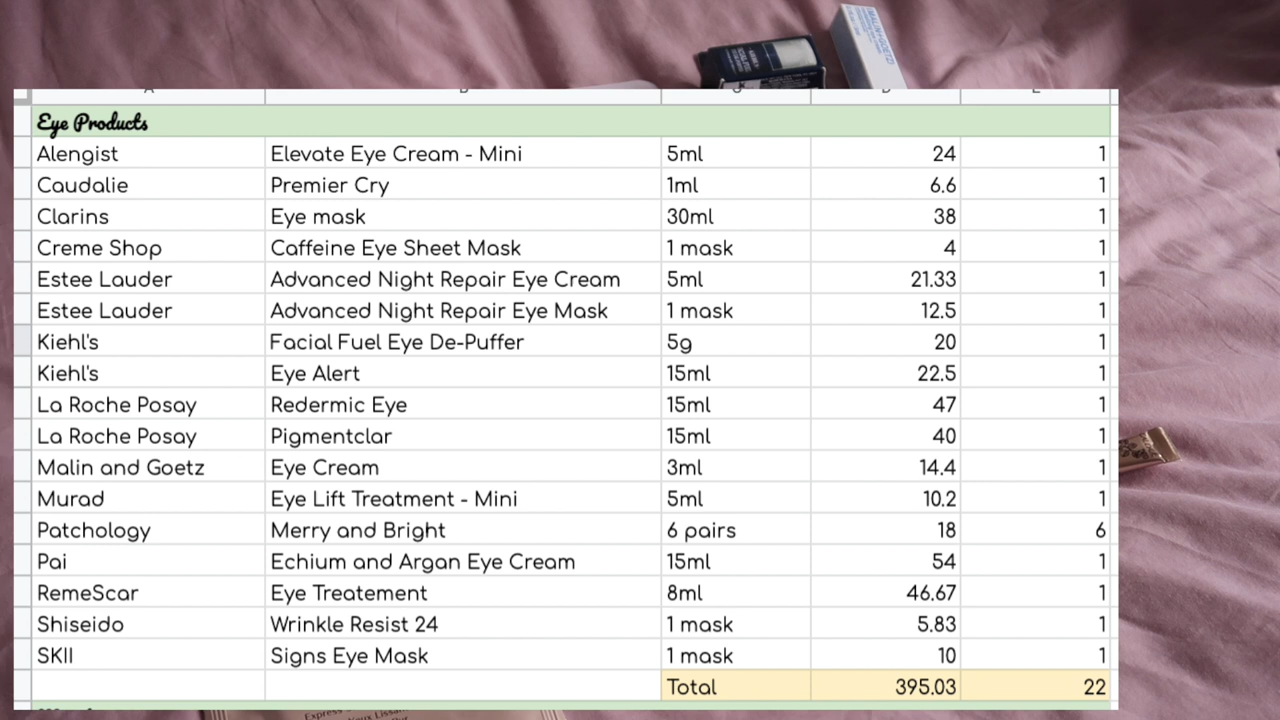 MALIN+GOETZ
Eye Products
Alengist Elevate Eye Cream - Mini 5ml 24 1
Caudalie Premier Cry 1ml 6.6 1
Clarins Eye mask 30ml 38 1
Creme Shop Caffeine Eye Sheet Mask 1 mask 4 1
Estee Lauder Advanced Night Repair Eye Cream 5ml 21.33 1
Estee Lauder Advanced Night Repair Eye Mask 1 mask 12.5 1
Kiehl's Facial Fuel Eye De-Puffer 5g 20 1
Kiehl's Eye Alert 15ml 22.5 1
La Roche Posay Redermic Eye 15ml 47 1
La Roche Posay Pigmentclar 15ml 40 1
Malin and Goetz Eye Cream 3ml 14.4 1
Murad Eye Lift Treatment - Mini 5ml 10.2 1
Patchology Merry and Bright 6 pairs 18 6
Pai Echium and Argan Eye Cream 15ml 54 1
RemeScar Eye Treatement 8ml 46.67 1
Shiseido Wrinkle Resist 24 1 mask 5.83 1
SKII Signs Eye Mask 1 mask 10 1
Total 395.03 22